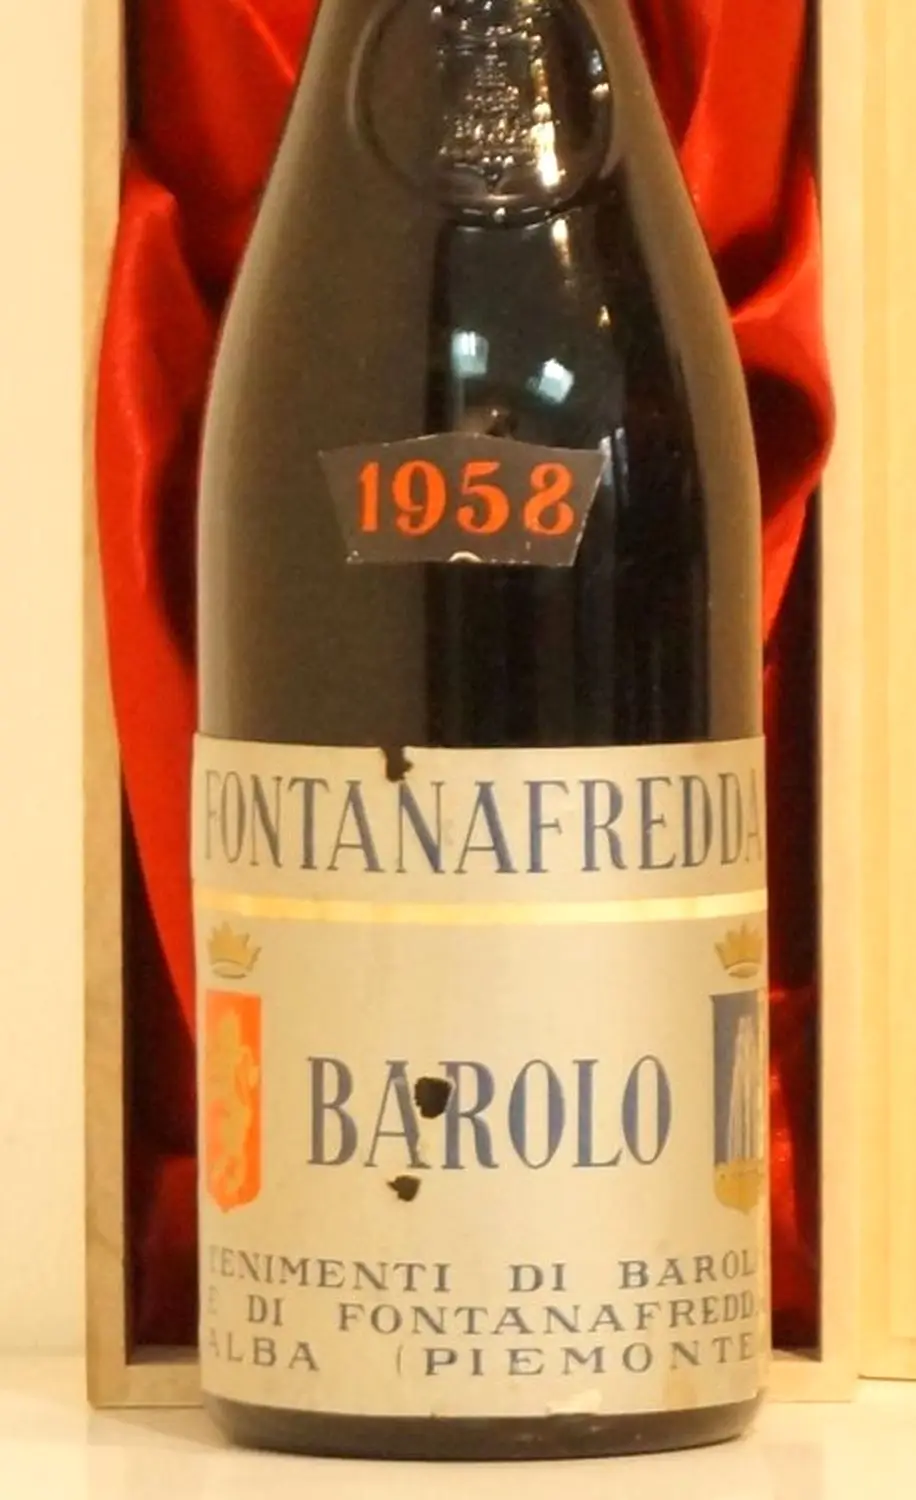 1958
FONTANAFREDDA
BAROLO
TENIMENTI DI BAROL
E DI FONTANAFREDD
ALBA (PIEMONTE